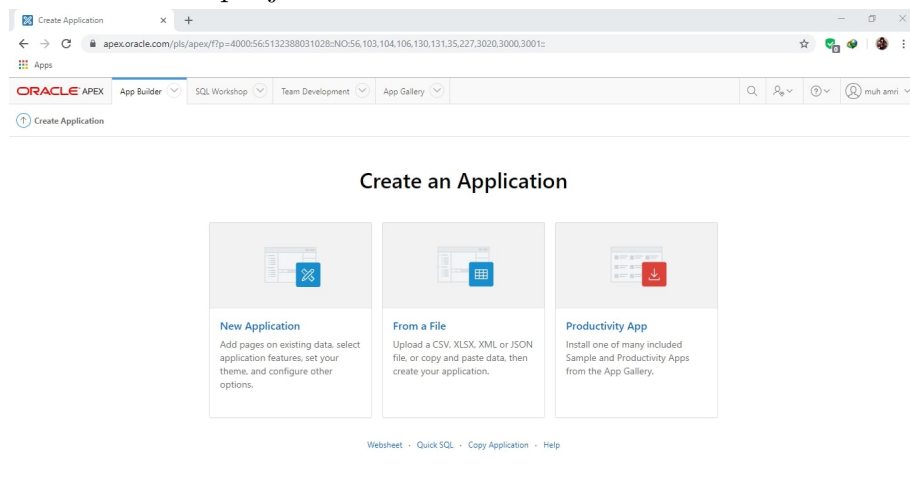 Create Application
apex.oracle.com/pls/apex/f?p=4000:56:5132388031028::NO:56,103,104,106,130,131,35,227,3020,3000,3001::
Apps
ORACLE APEX App Builder SQL Workshop Team Development App Gallery muh amri
Create Application
Create an Application
New Application
Add pages on existing data, select
application features, set your
theme, and configure other
options.
From a File
Upload a CSV, XLSX, XML or JSON
file, or copy and paste data, then
create your application.
Productivity App
Install one of many included
Sample and Productivity Apps
from the App Gallery.
Websheet - Quick SQL - Copy Application - Help